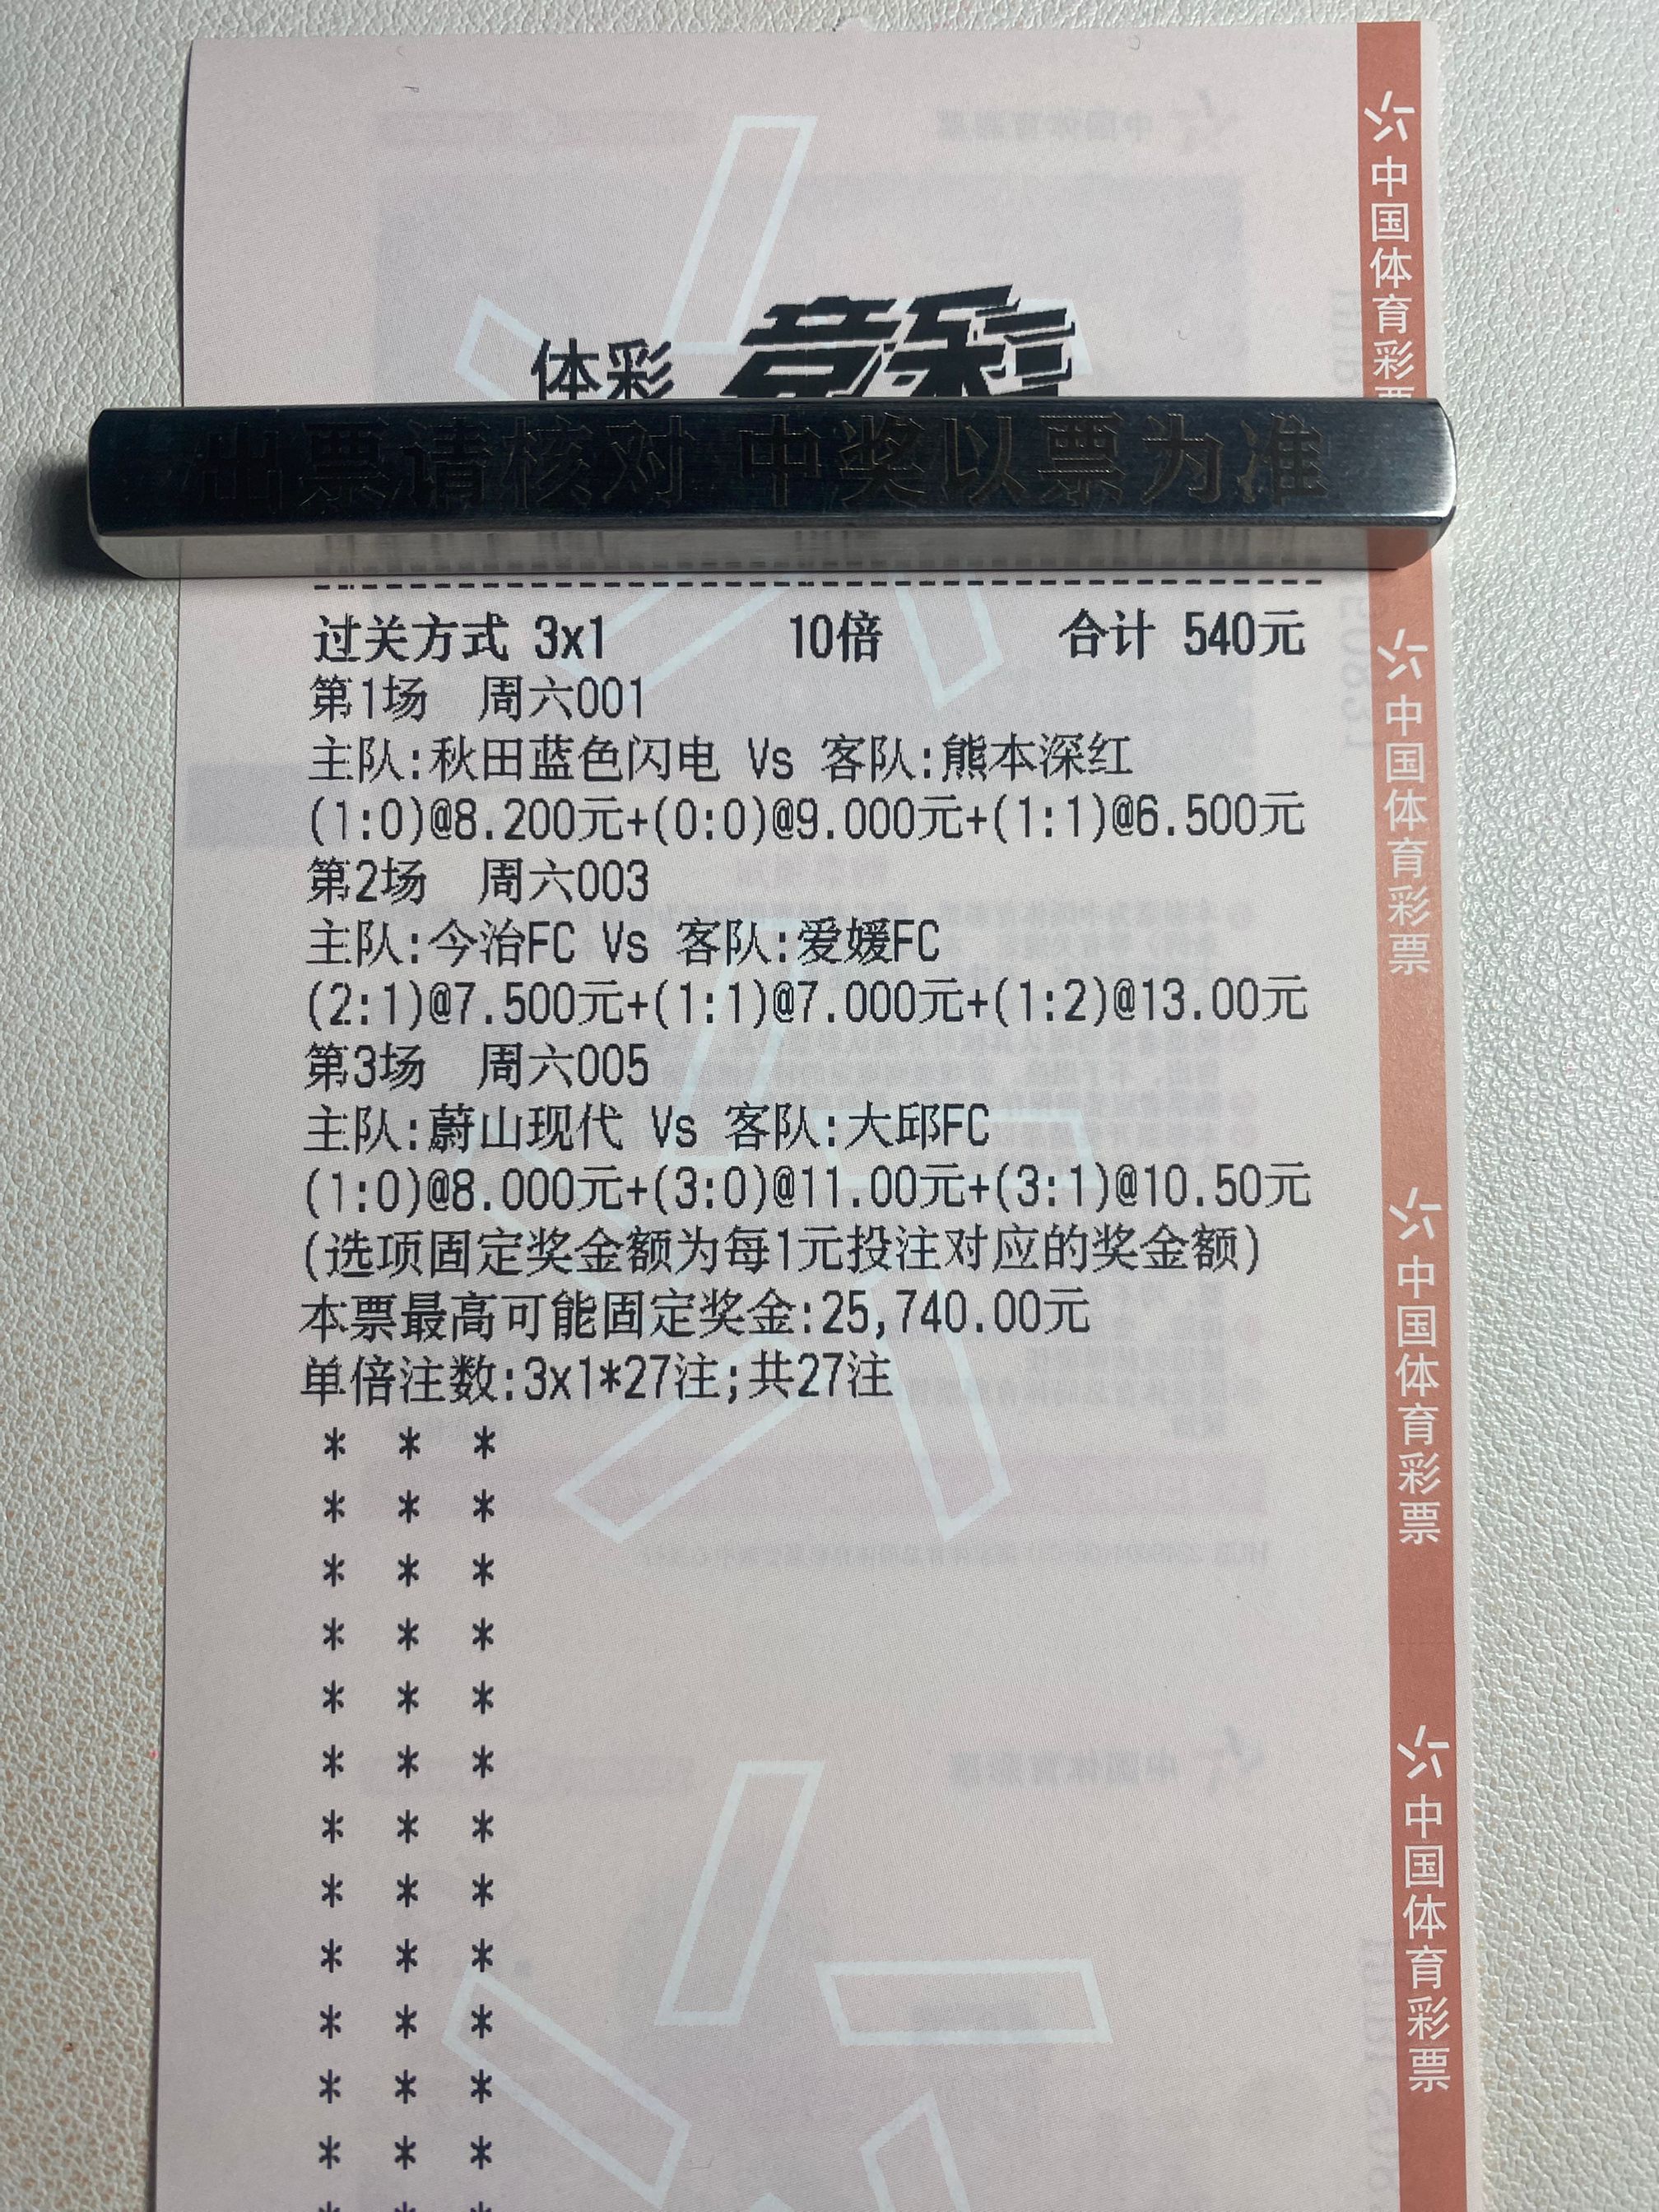 体彩 竞彩
出票请核对 中奖以票为准
过关方式 3x1 10倍 合计 540元
第1场 周六001
主队:秋田蓝色闪电 Vs 客队:熊本深红
(1:0)@8.200元+(0:0)@9.000元+(1:1)@6.500元
第2场 周六003
主队:今治FC Vs 客队:爱媛FC
(2:1)@7.500元+(1:1)@7.000元+(1:2)@13.00元
第3场 周六005
主队:蔚山现代 Vs 客队:大邱FC
(1:0)@8.000元+(3:0)@11.00元+(3:1)@10.50元
(选项固定奖金额为每1元投注对应的奖金额)
本票最高可能固定奖金:25,740.00元
单倍注数:3x1*27注;共27注
* * *
* * *
* * *
* * *
* * *
* * *
* * *
* * *
* * *
* * *
* * *
* * *
* * *
中国体育彩票
中国体育彩票
中国体育彩票
中国体育彩票